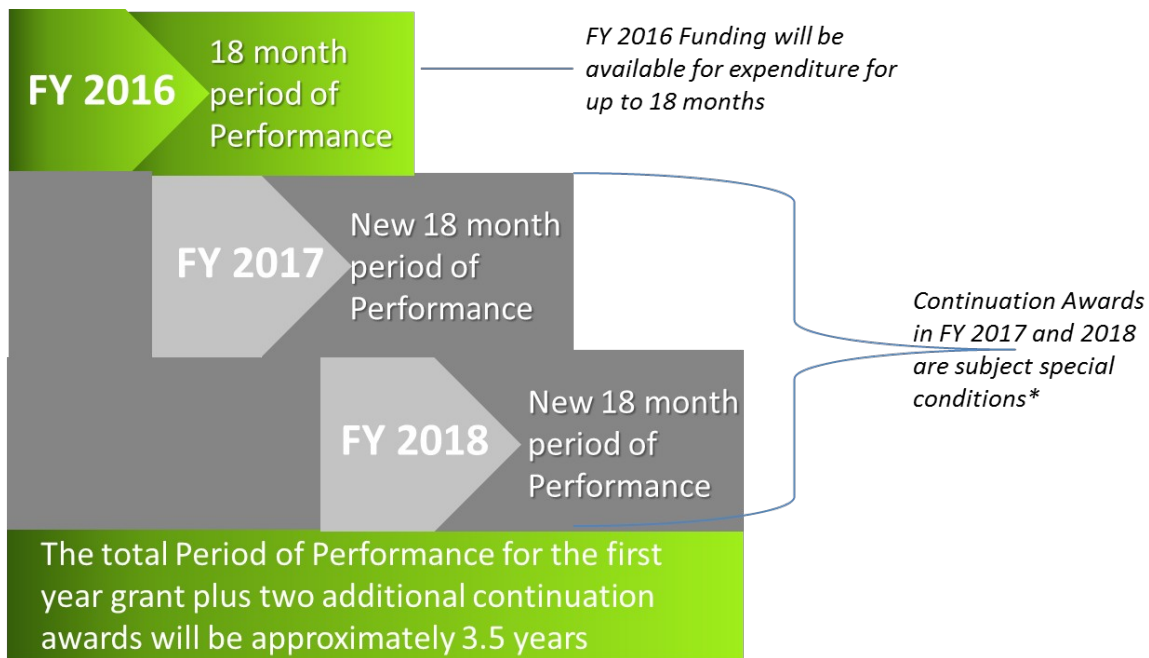 FY 2016
18 month
period of
Performance
FY 2016 Funding will be
available for expenditure for
up to 18 months
FY 2017
New 18 month
period of
Performance
Continuation Awards
in FY 2017 and 2018
are subject special
conditions*
FY 2018
New 18 month
period of
Performance
The total Period of Performance for the first
year grant plus two additional continuation
awards will be approximately 3.5 years